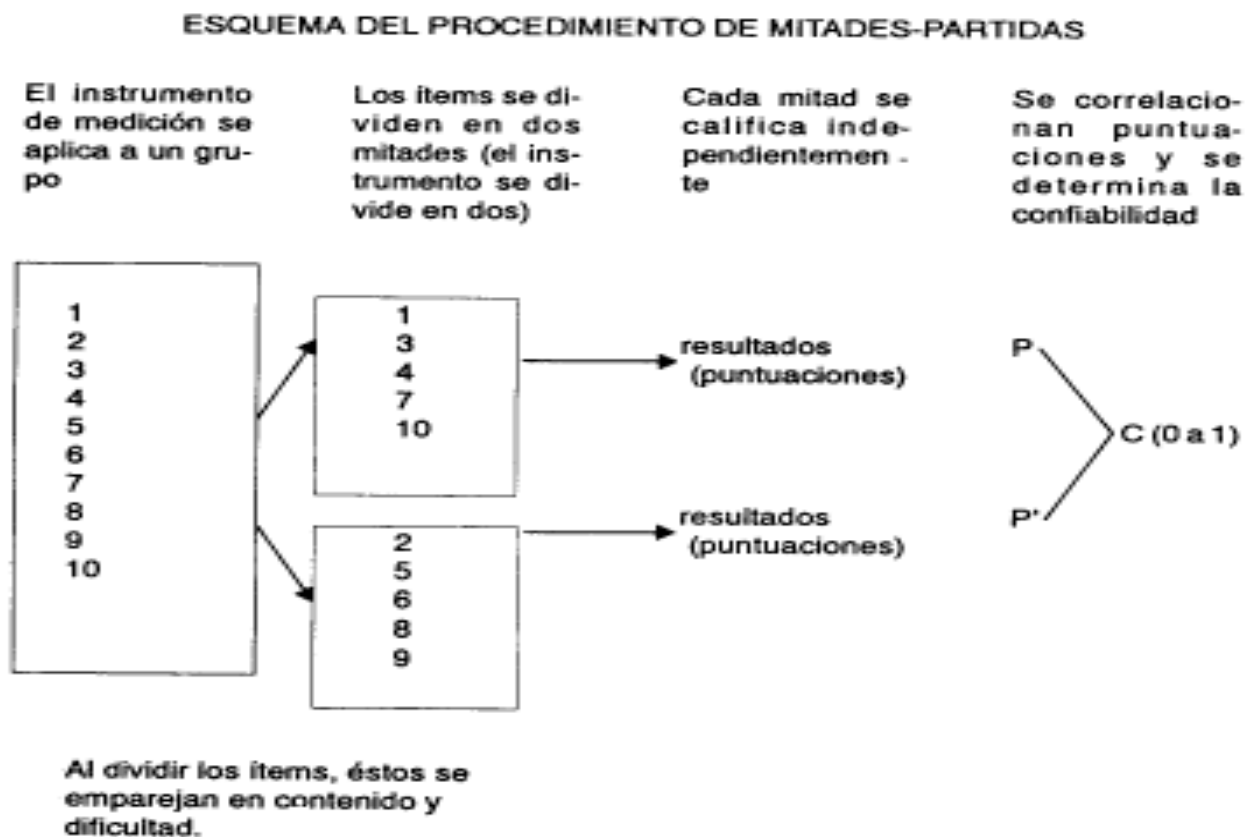 ESQUEMA DEL PROCEDIMIENTO DE MITADES-PARTIDAS
El instrumento
de medición se
aplica a un gru-
po
Los ítems se di-
viden en dos
mitades (el ins-
trumento se di-
vide en dos)
Cada mitad se
califica inde-
pendientemen -
te
Se correlacio-
nan puntua-
ciones y se
determina la
confiabilidad
1
2
3
4
5
6
7
8
9
10
1
3
4
7
10
2
5
6
8
9
resultados
(puntuaciones)
resultados
(puntuaciones)
P
C (0 a 1)
P'
Al dividir los ítems, éstos se
emparejan en contenido y
dificultad.